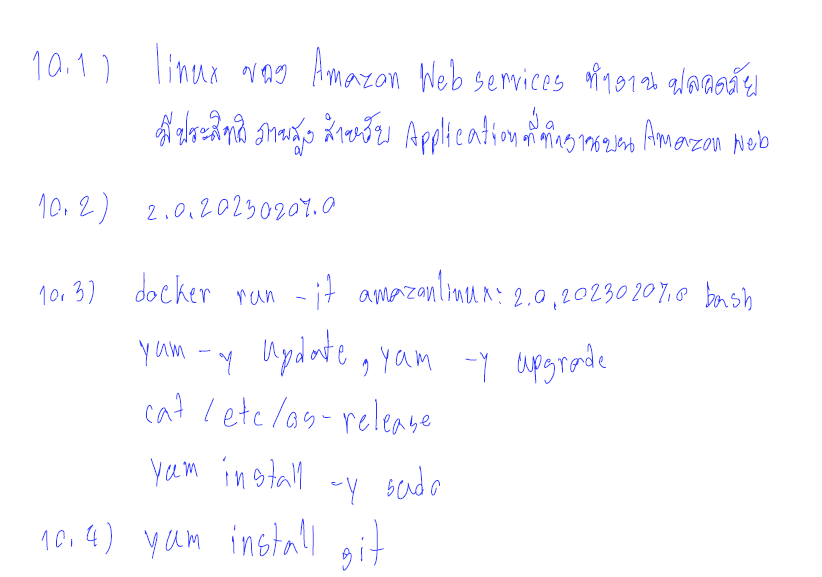 10.1) linux ของ Amazon Web services ทำงาน ปลอดภัย
มีประสิทธิภาพสูง สำหรับ Application ที่ทำงานบน Amazon Web
10.2) 2.0.20230207.0
10.3) docker run -it amazonlinux:2.0.20230207.0 bash
yum -y update, yum -y upgrade
cat /etc/os-release
yum install -y sudo
10.4) yum install git